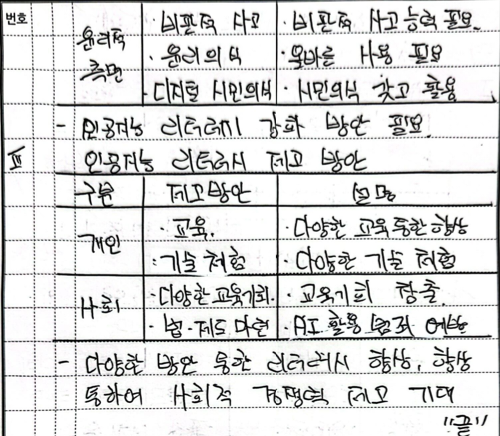 번호
윤리적 측면 · 비판적 사고 · 비판적 사고 능력 필요.
· 윤리의식 · 올바른 사용 필요
· 디지털 시민의식 · 시민의식 갖고 활용
- 인공지능 리터러시 강화 방안 필요.
인공지능 리터러시 제고 방안
구분 제고방안 설명
개인 · 교육. · 다양한 교육 통한 향상
· 기술 체험 · 다양한 기술 체험
사회 · 다양한 교육기회. · 교육기회 창출.
· 법·제도 마련 · AI 활용 범죄 예방
- 다양한 방안 통한 리터러시 향상, 향상
통하여 사회적 경쟁력 제고 기대
"끝"